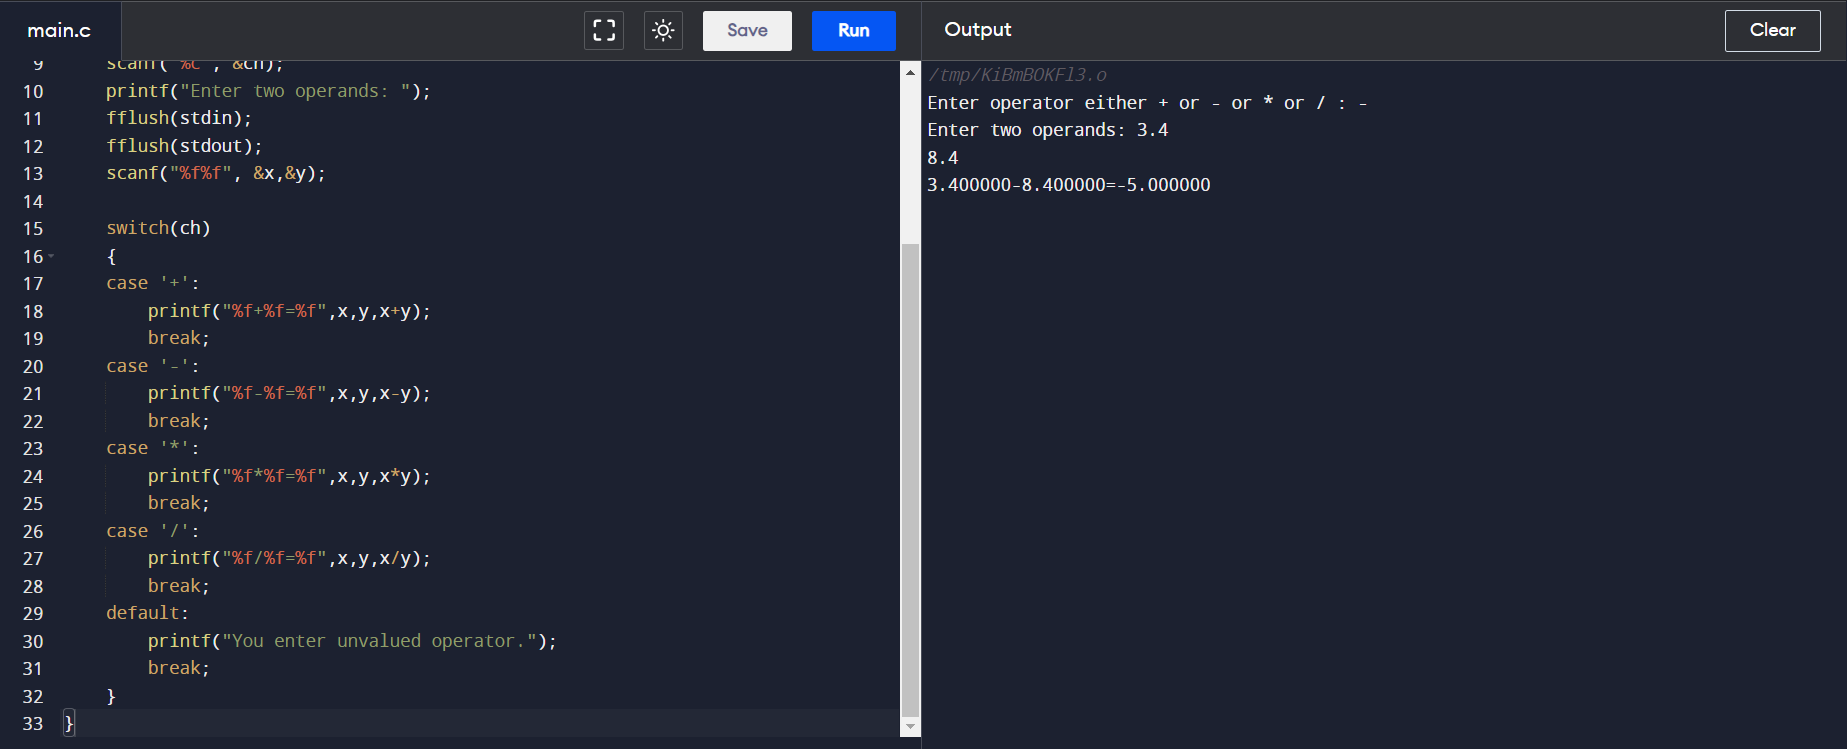 main.c
Save
Run
Output
Clear
9 scanf("%c", &ch);
10 printf("Enter two operands: ");
11 fflush(stdin);
12 fflush(stdout);
13 scanf("%f%f", &x,&y);
14
15 switch(ch)
16 {
17 case '+':
18 printf("%f+%f=%f",x,y,x+y);
19 break;
20 case '-':
21 printf("%f-%f=%f",x,y,x-y);
22 break;
23 case '*':
24 printf("%f*%f=%f",x,y,x*y);
25 break;
26 case '/':
27 printf("%f/%f=%f",x,y,x/y);
28 break;
29 default:
30 printf("You enter unvalued operator.");
31 break;
32 }
33 }
/tmp/KiBmBOKFl3.o
Enter operator either + or - or * or / : -
Enter two operands: 3.4
8.4
3.400000-8.400000=-5.000000